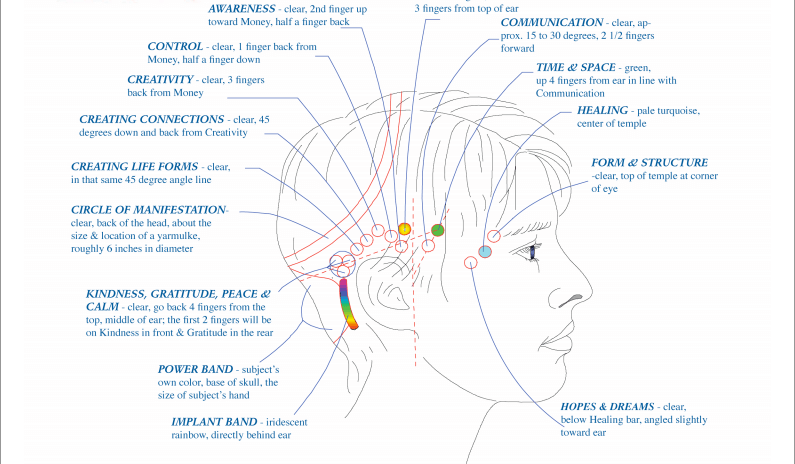 AWARENESS - clear, 2nd finger up
toward Money, half a finger back
3 fingers from top of ear
COMMUNICATION - clear, ap-
prox. 15 to 30 degrees, 2 1/2 fingers
forward
CONTROL - clear, 1 finger back from
Money, half a finger down
TIME & SPACE - green,
up 4 fingers from ear in line with
Communication
CREATIVITY - clear, 3 fingers
back from Money
HEALING - pale turquoise,
center of temple
CREATING CONNECTIONS - clear, 45
degrees down and back from Creativity
FORM & STRUCTURE
-clear, top of temple at corner
of eye
CREATING LIFE FORMS - clear,
in that same 45 degree angle line
CIRCLE OF MANIFESTATION-
clear, back of the head, about the
size & location of a yarmulke,
roughly 6 inches in diameter
KINDNESS, GRATITUDE, PEACE &
CALM - clear, go back 4 fingers from the
top, middle of ear; the first 2 fingers will be
on Kindness in front & Gratitude in the rear
POWER BAND - subject's
own color, base of skull, the
size of subject's hand
IMPLANT BAND - iridescent
rainbow, directly behind ear
HOPES & DREAMS - clear,
below Healing bar, angled slightly
toward ear